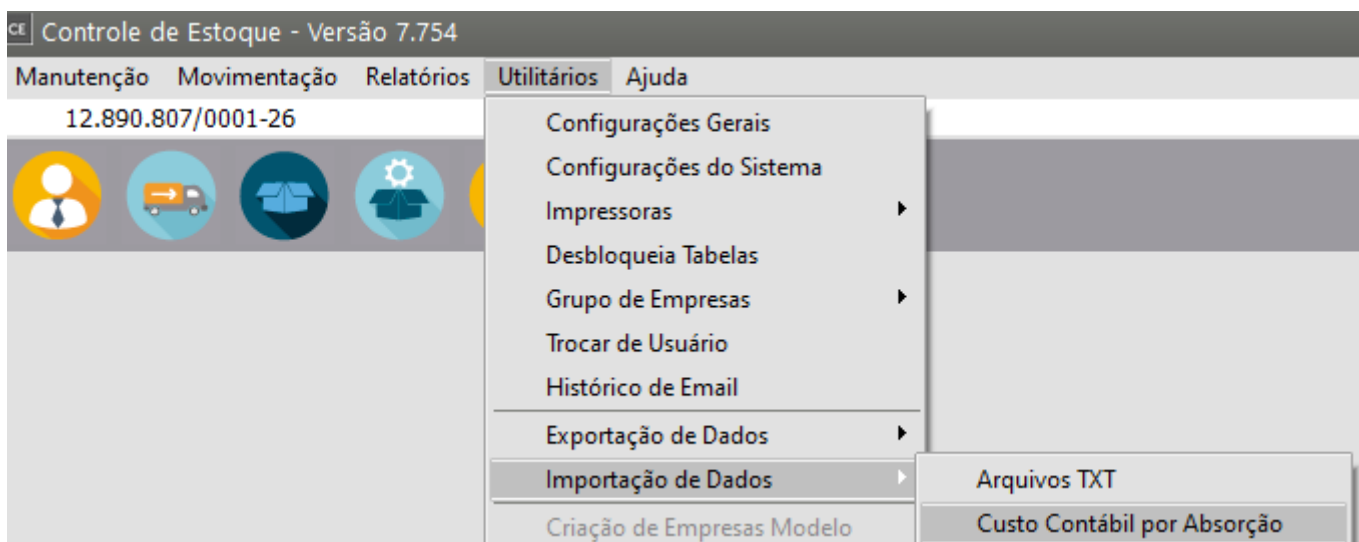 CE Controle de Estoque - Versão 7.754
Manutenção Movimentação Relatórios Utilitários Ajuda
12.890.807/0001-26
Configurações Gerais
Configurações do Sistema
Impressoras
Desbloqueia Tabelas
Grupo de Empresas
Trocar de Usuário
Histórico de Email
Exportação de Dados
Importação de Dados
Arquivos TXT
Criação de Empresas Modelo
Custo Contábil por Absorção